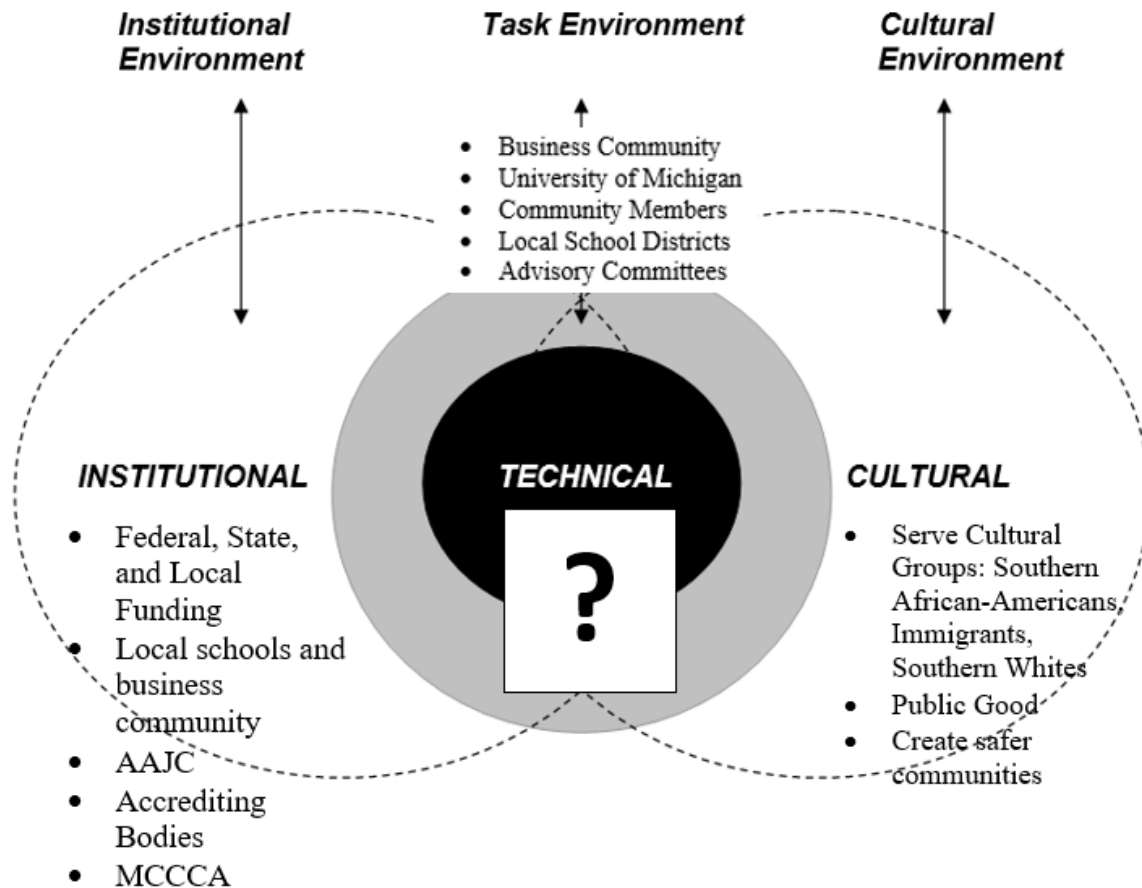 Institutional
Environment
Task Environment
Cultural
Environment
• Business Community
• University of Michigan
• Community Members
• Local School Districts
• Advisory Committees
INSTITUTIONAL
• Federal, State,
and Local
Funding
• Local schools and
business
community
• AAJC
• Accrediting
Bodies
• MCCCA
TECHNICAL
?
CULTURAL
• Serve Cultural
Groups: Southern
African-Americans,
Immigrants,
Southern Whites
• Public Good
• Create safer
communities